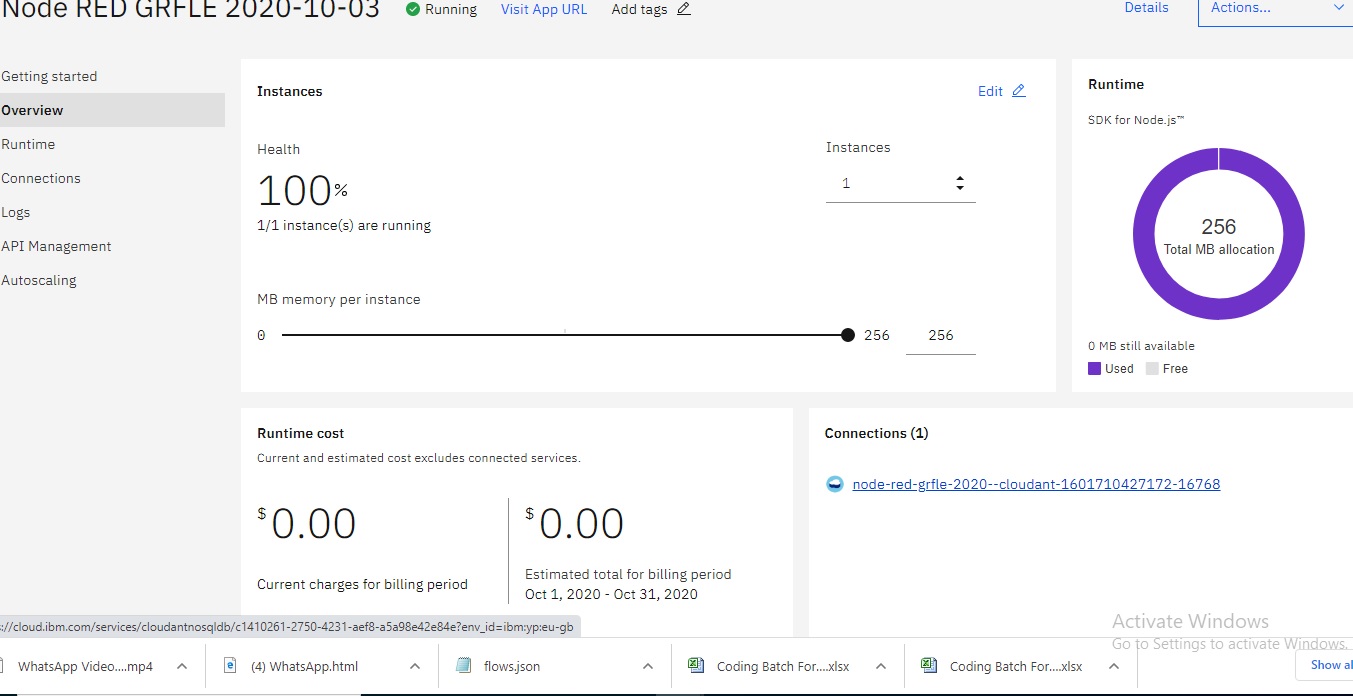 Node RED GRFLE 2020-10-03
Running
Visit App URL
Add tags
Details
Actions...
Getting started
Overview
Runtime
Connections
Logs
API Management
Autoscaling
Instances
Edit
Health
100%
1/1 instance(s) are running
Instances
1
MB memory per instance
0
256
256
Runtime
SDK for Node.js™
256
Total MB allocation
0 MB still available
Used
Free
Runtime cost
Current and estimated cost excludes connected services.
$0.00
Current charges for billing period
$0.00
Estimated total for billing period
Oct 1, 2020 - Oct 31, 2020
Connections (1)
node-red-grfle-2020--cloudant-1601710427172-16768
Activate Windows
Go to Settings to activate Windows.
://cloud.ibm.com/services/cloudantnosqldb/c1410261-2750-4231-aef8-a5a98e42e84e?env_id=ibm:yp:eu-gb
WhatsApp Video....mp4
(4) WhatsApp.html
flows.json
Coding Batch For....xlsx
Coding Batch For....xlsx
Show al